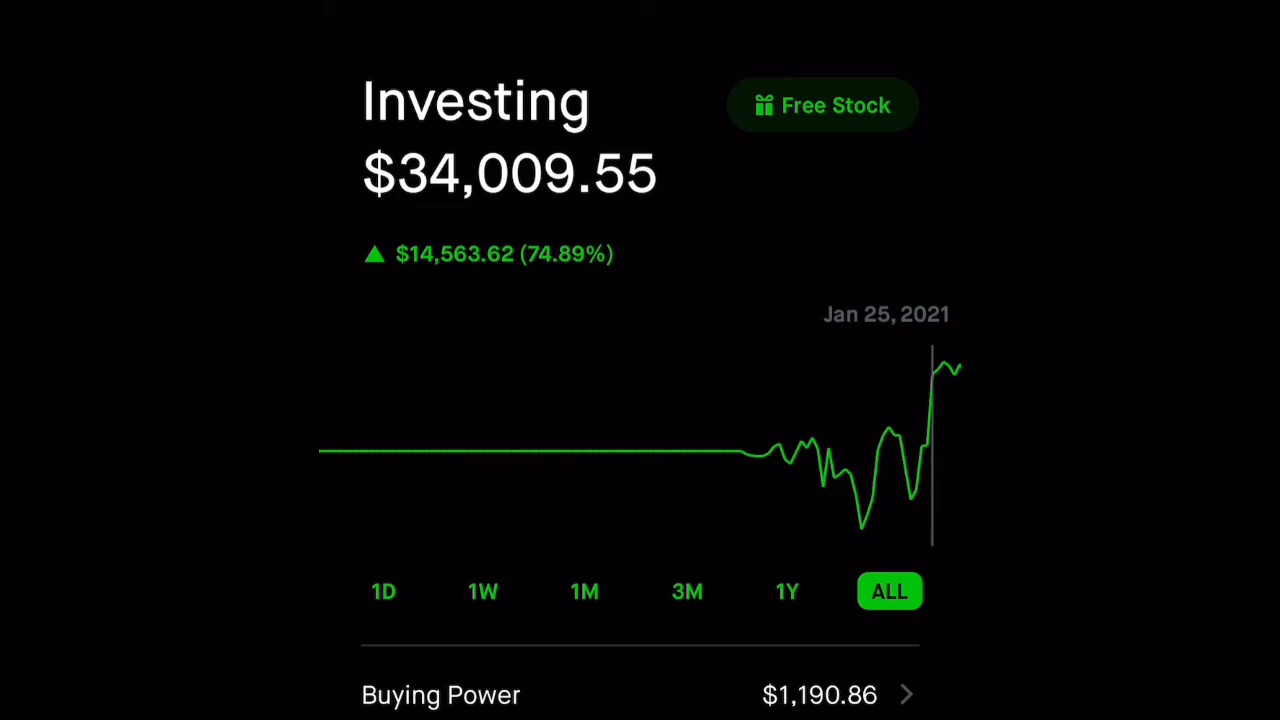 Investing
Free Stock
$34,009.55
▲ $14,563.62 (74.89%)
Jan 25, 2021
1D 1W 1M 3M 1Y ALL
Buying Power $1,190.86